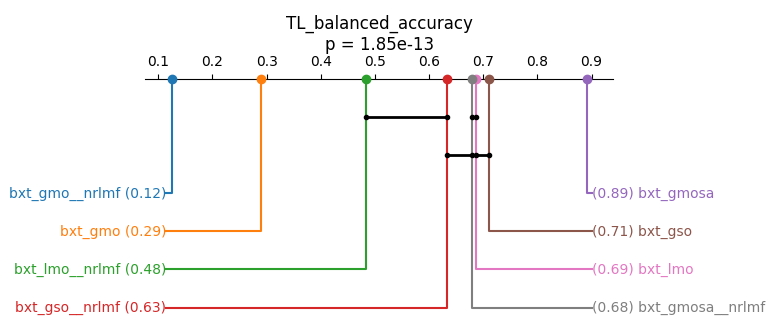 TL_balanced_accuracy
p = 1.85e-13
0.1 0.2 0.3 0.4 0.5 0.6 0.7 0.8 0.9
bxt_gmo__nrlmf (0.12) (0.89) bxt_gmosa
bxt_gmo (0.29) (0.71) bxt_gso
bxt_lmo__nrlmf (0.48) (0.69) bxt_lmo
bxt_gso__nrlmf (0.63) (0.68) bxt_gmosa__nrlmf